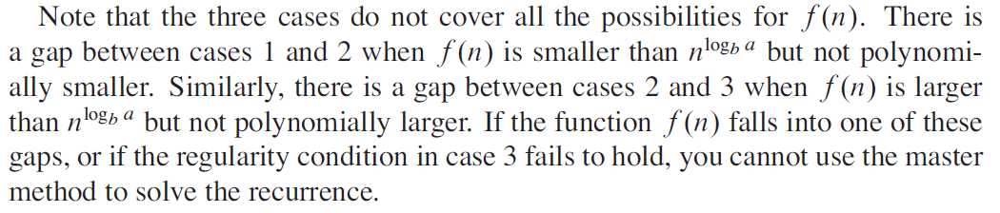 Note that the three cases do not cover all the possibilities for f(n). There is
a gap between cases 1 and 2 when f(n) is smaller than n^{log_b a} but not polynomi-
ally smaller. Similarly, there is a gap between cases 2 and 3 when f(n) is larger
than n^{log_b a} but not polynomially larger. If the function f(n) falls into one of these
gaps, or if the regularity condition in case 3 fails to hold, you cannot use the master
method to solve the recurrence.